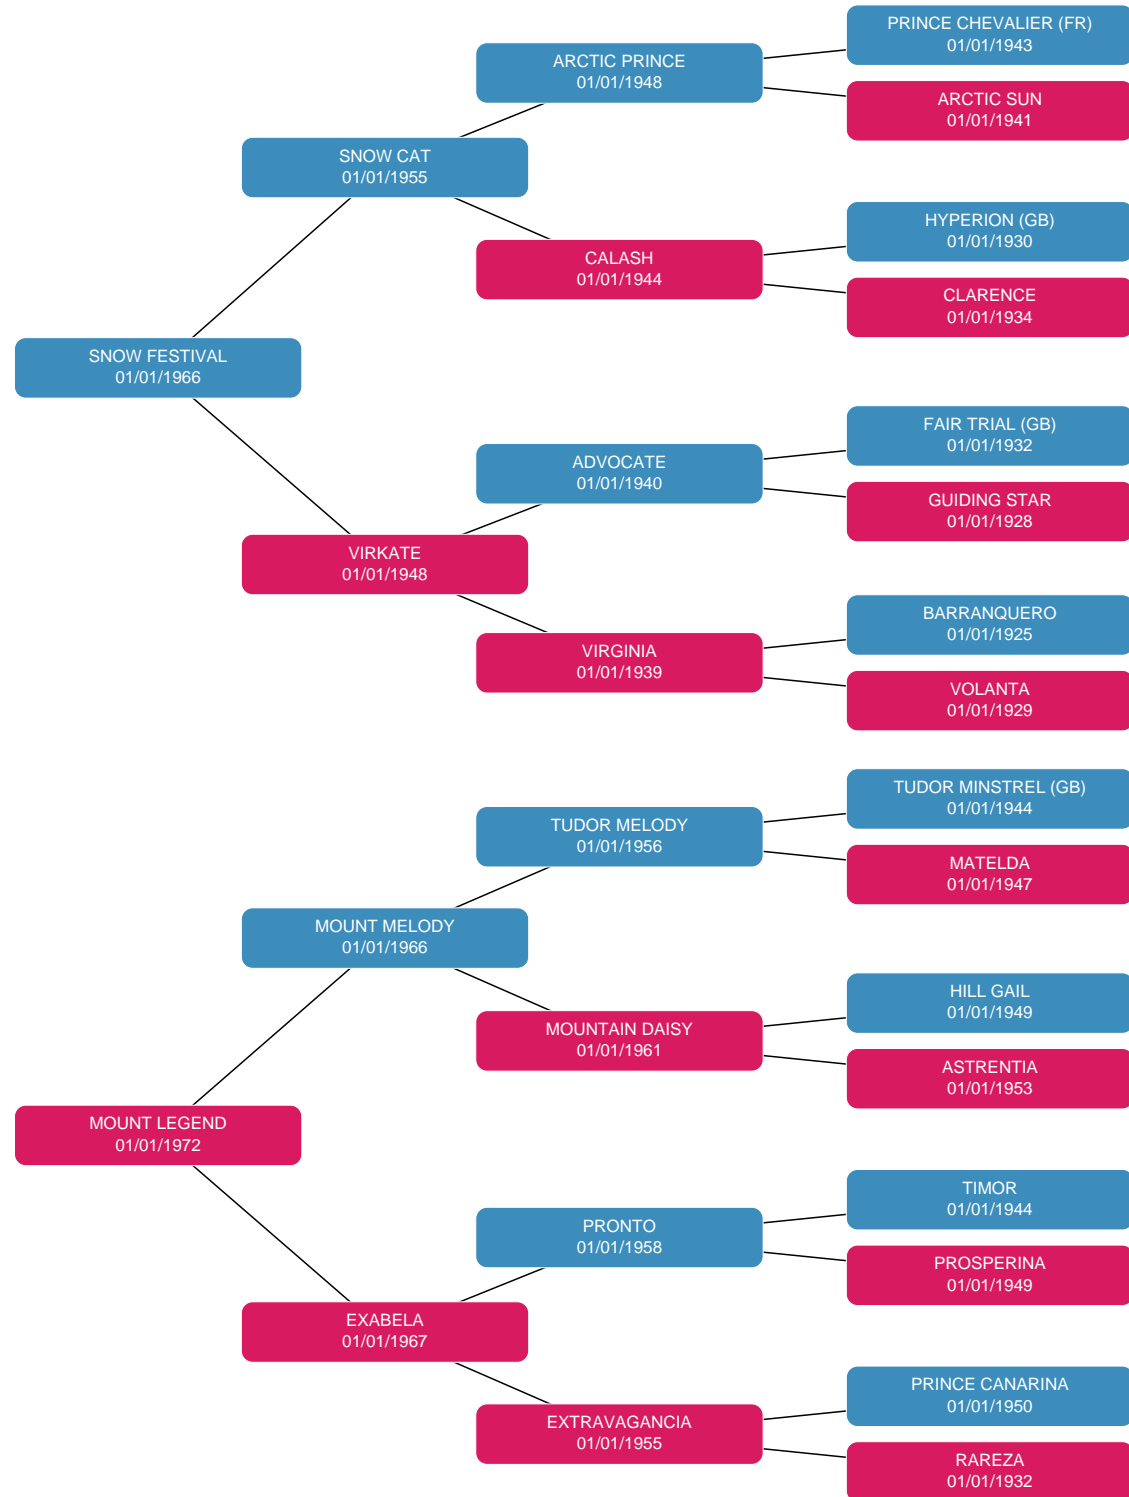 PRINCE CHEVALIER (FR)
01/01/1943
ARCTIC PRINCE
01/01/1948
ARCTIC SUN
01/01/1941
SNOW CAT
01/01/1955
HYPERION (GB)
01/01/1930
CALASH
01/01/1944
CLARENCE
01/01/1934
SNOW FESTIVAL
01/01/1966
FAIR TRIAL (GB)
01/01/1932
ADVOCATE
01/01/1940
GUIDING STAR
01/01/1928
VIRKATE
01/01/1948
BARRANQUERO
01/01/1925
VIRGINIA
01/01/1939
VOLANTA
01/01/1929
TUDOR MINSTREL (GB)
01/01/1944
TUDOR MELODY
01/01/1956
MATELDA
01/01/1947
MOUNT MELODY
01/01/1966
HILL GAIL
01/01/1949
MOUNTAIN DAISY
01/01/1961
ASTRENTIA
01/01/1953
MOUNT LEGEND
01/01/1972
TIMOR
01/01/1944
PRONTO
01/01/1958
PROSPERINA
01/01/1949
EXABELA
01/01/1967
PRINCE CANARINA
01/01/1950
EXTRAVAGANCIA
01/01/1955
RAREZA
01/01/1932